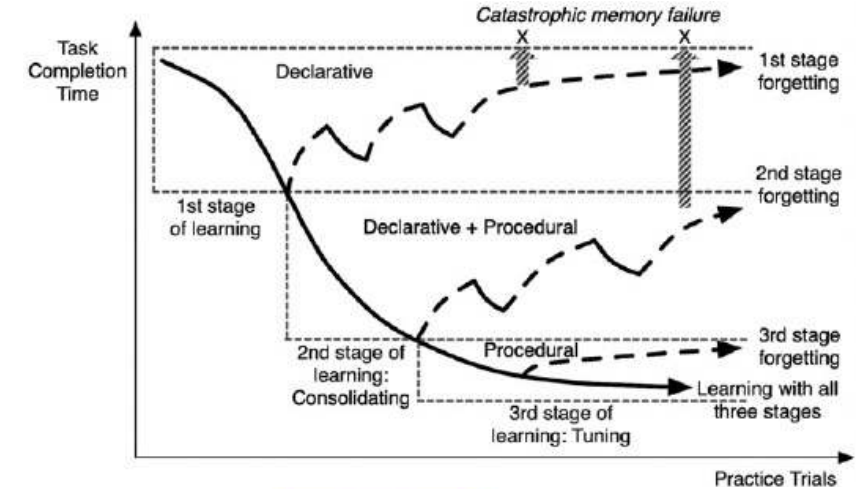 Catastrophic memory failure
X X
Task
Completion
Time
Declarative
1st stage
forgetting
2nd stage
forgetting
1st stage
of learning
Declarative + Procedural
3rd stage
forgetting
2nd stage of
learning:
Consolidating
Procedural
Learning with all
three stages
3rd stage of
learning: Tuning
Practice Trials